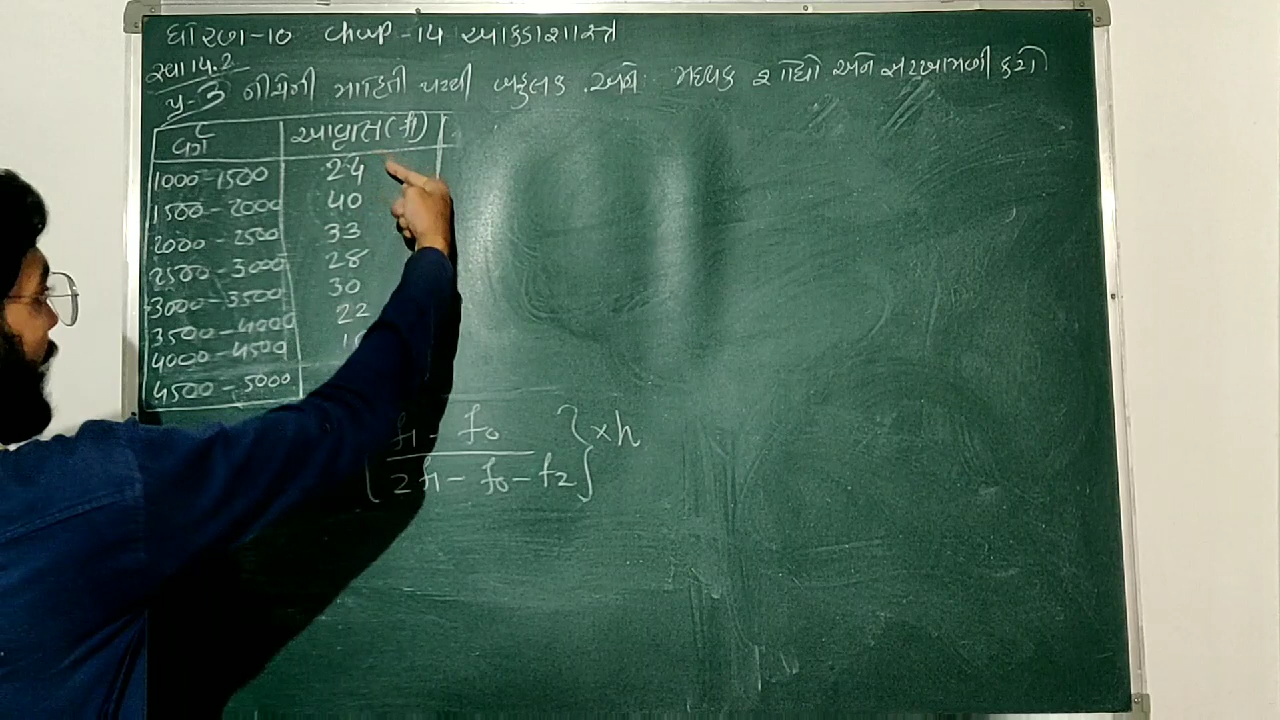 ધોરણ-10 chap-14 આંકડાશાસ્ત્ર
સ્વા 14.2
પ્ર-3 નીચેની માહિતી પરથી બહુલક અને મધ્યક શોધો અને સરખામણી કરો
વર્ગ આવૃત્તિ (f1)
1000-1500 24
1500-2000 40
2000-2500 33
2500-3000 28
3000-3500 30
3500-4000 22
4000-4500
4500-5000
f1 - f0 } × h
2f1 - f0 - f2